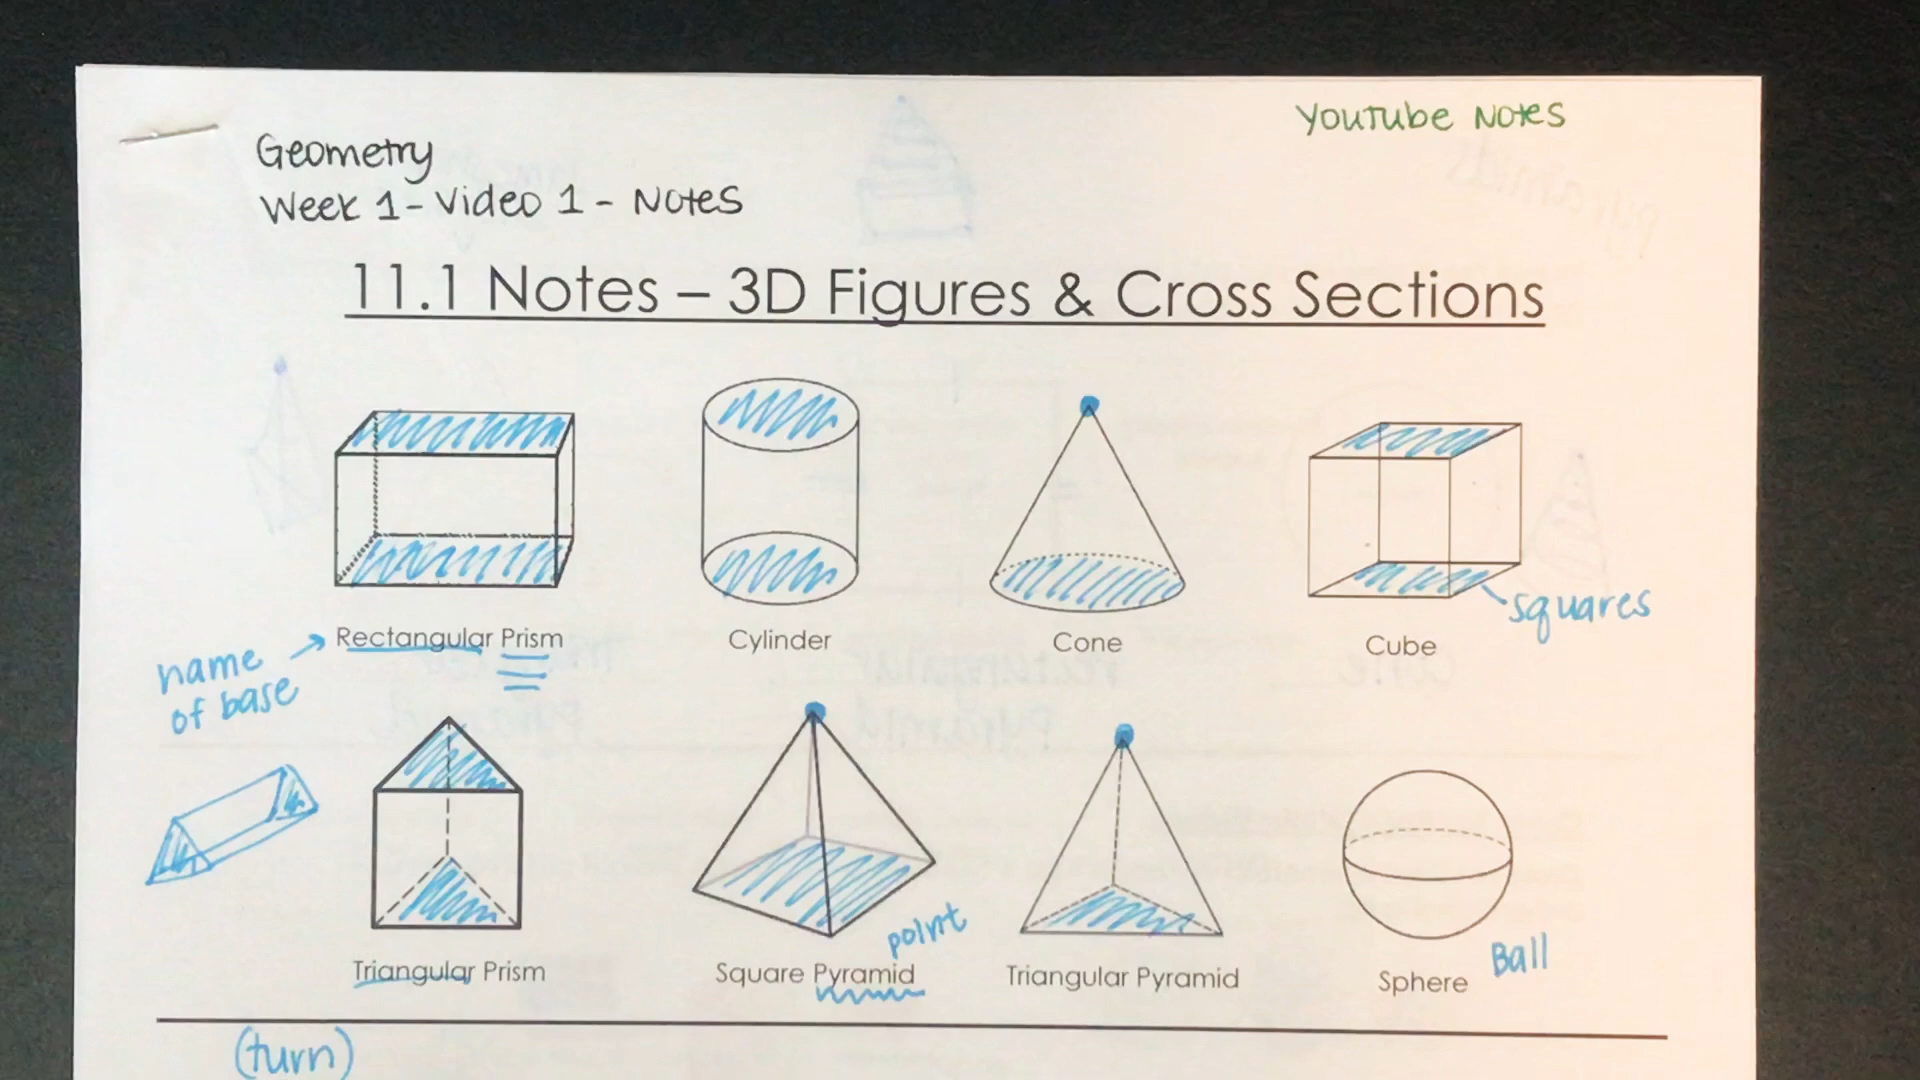 YouTube Notes
Geometry
Week 1 - Video 1 - Notes
11.1 Notes – 3D Figures & Cross Sections
squares
Rectangular Prism
Cylinder
Cone
Cube
name
of base
point
Triangular Prism
Square Pyramid
Triangular Pyramid
Sphere
Ball
(turn)